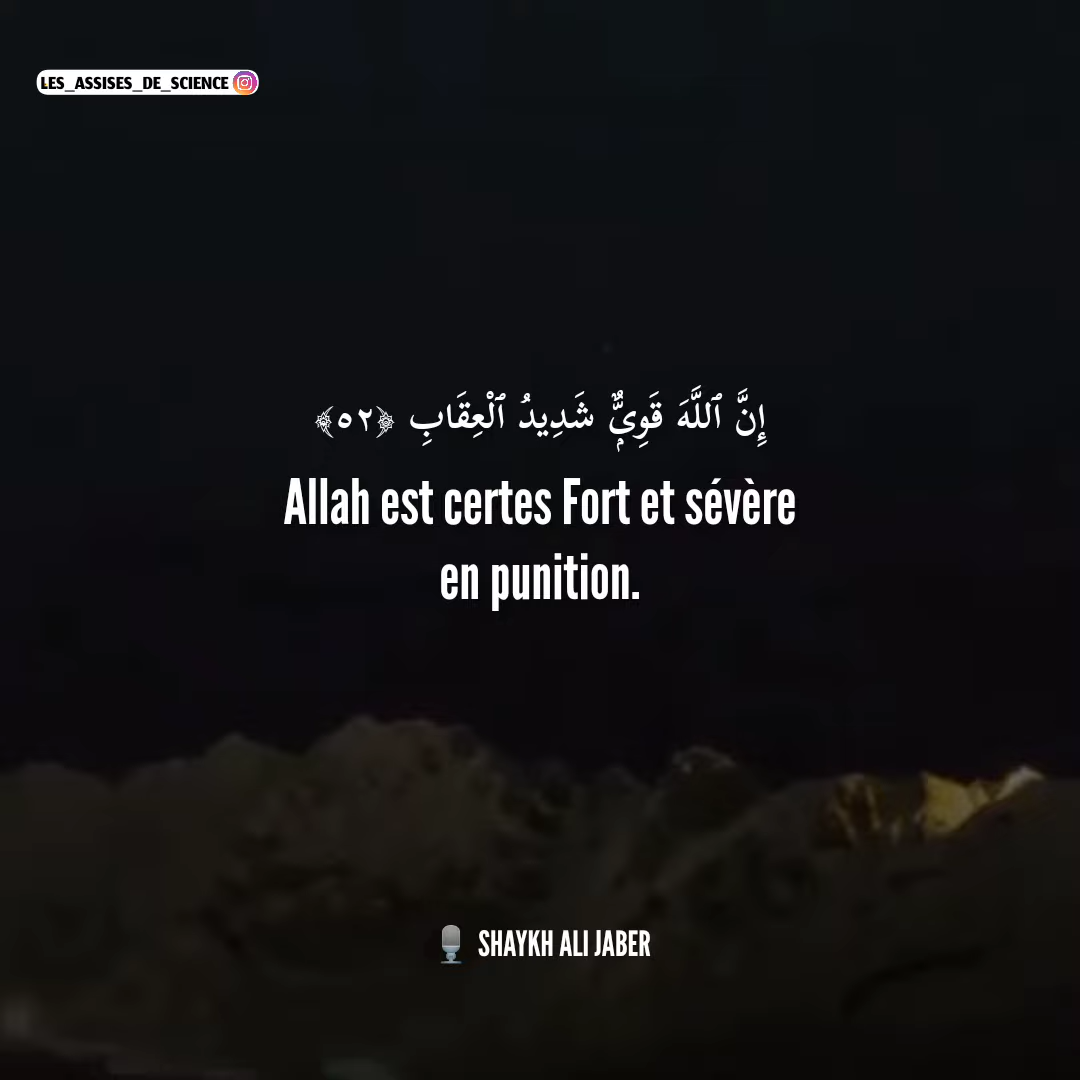 LES_ASSISES_DE_SCIENCE
إِنَّ ٱللَّهَ قَوِىٌّۭ شَدِيدُ ٱلْعِقَابِ ﴿٥٢﴾
Allah est certes Fort et sévère
en punition.
SHAYKH ALI JABER